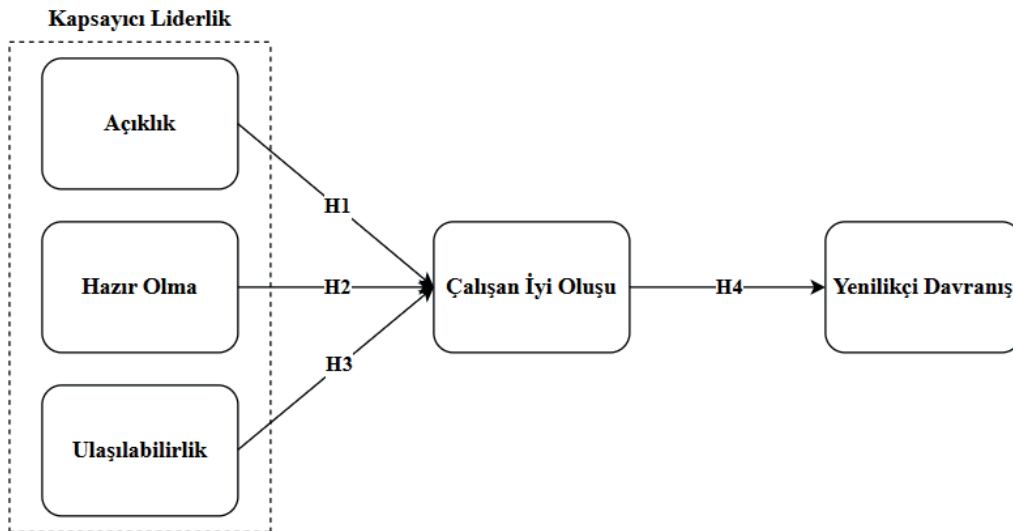 Kapsayıcı Liderlik
Açıklık
H1
Hazır Olma
H2
Çalışan İyi Oluşu
H4
Yenilikçi Davranış
H3
Ulaşılabilirlik